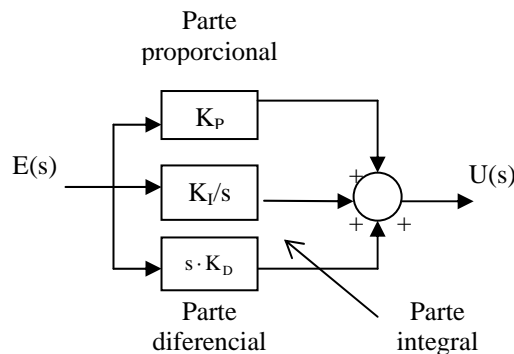 Parte
proporcional
K_P
E(s)
K_I/s
U(s)
+
+ +
s · K_D
Parte
diferencial
Parte
integral